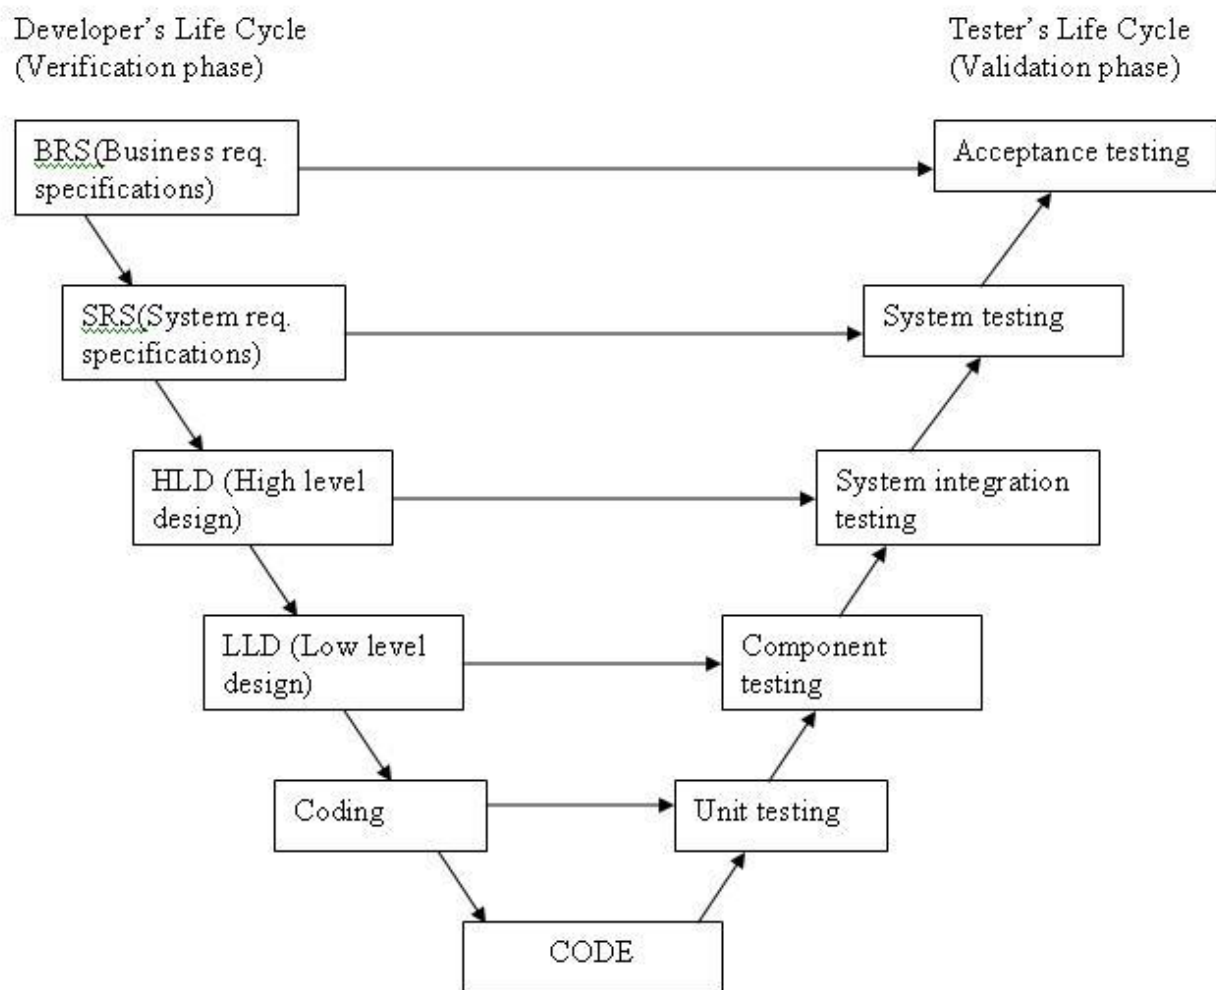 Developer's Life Cycle
(Verification phase)
Tester's Life Cycle
(Validation phase)
BRS(Business req.
specifications)
Acceptance testing
SRS(System req.
specifications)
System testing
HLD (High level
design)
System integration
testing
LLD (Low level
design)
Component
testing
Coding
Unit testing
CODE